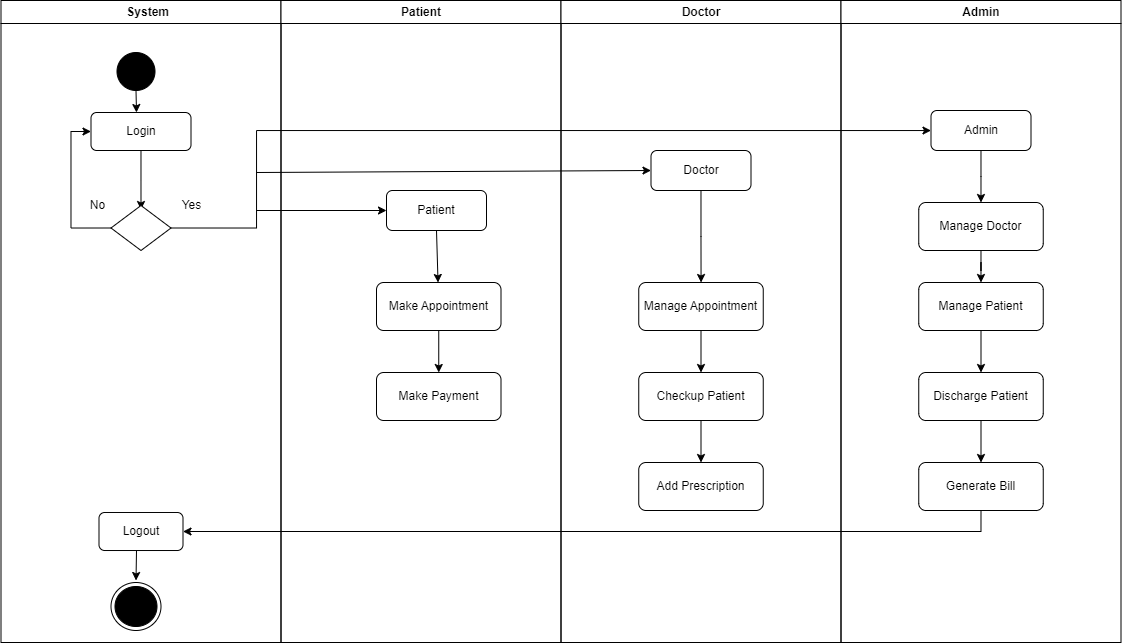 System
Patient
Doctor
Admin
Login
No
Yes
Patient
Make Appointment
Make Payment
Doctor
Manage Appointment
Checkup Patient
Add Prescription
Admin
Manage Doctor
Manage Patient
Discharge Patient
Generate Bill
Logout